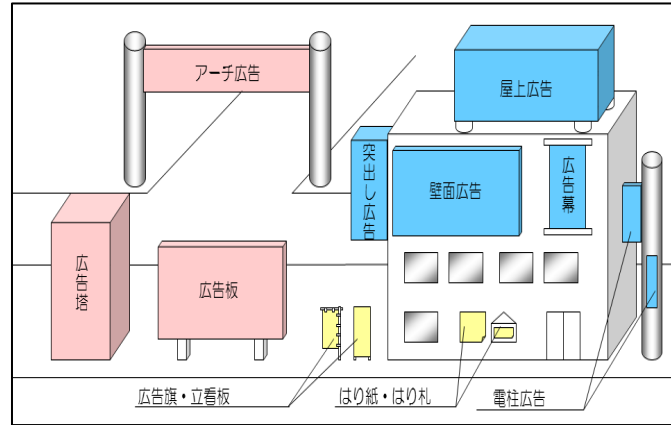 アーチ広告
屋上広告
突出し広告
壁面広告
広告幕
広告塔
広告板
広告旗・立看板
はり紙・はり札
電柱広告